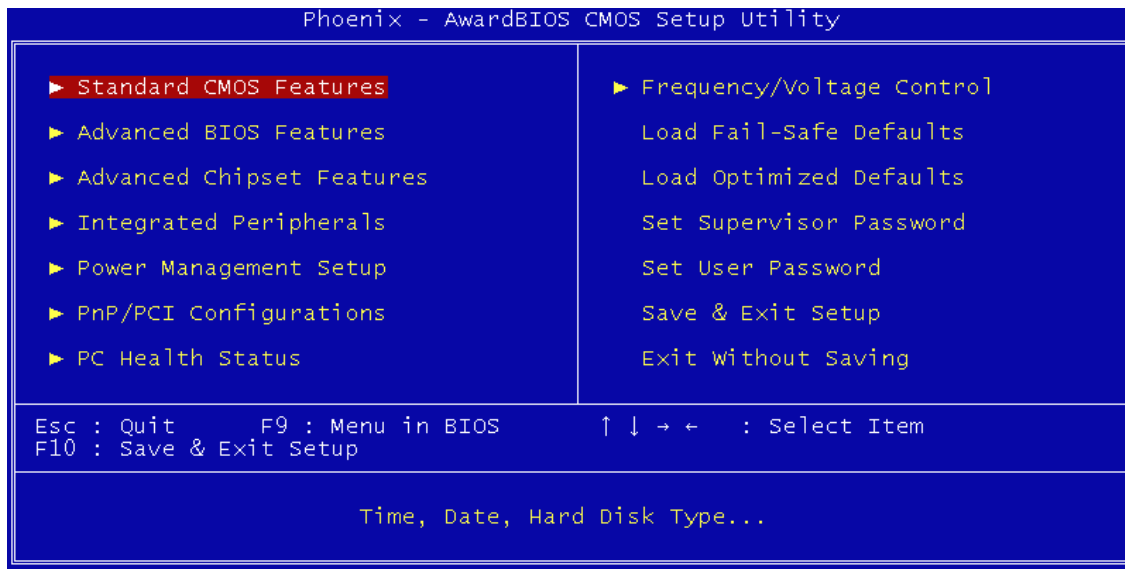 Phoenix - AwardBIOS CMOS Setup Utility
► Standard CMOS Features
► Advanced BIOS Features
► Advanced Chipset Features
► Integrated Peripherals
► Power Management Setup
► PnP/PCI Configurations
► PC Health Status
► Frequency/Voltage Control
Load Fail-Safe Defaults
Load Optimized Defaults
Set Supervisor Password
Set User Password
Save & Exit Setup
Exit Without Saving
Esc : Quit F9 : Menu in BIOS ↑ ↓ → ← : Select Item
F10 : Save & Exit Setup
Time, Date, Hard Disk Type...